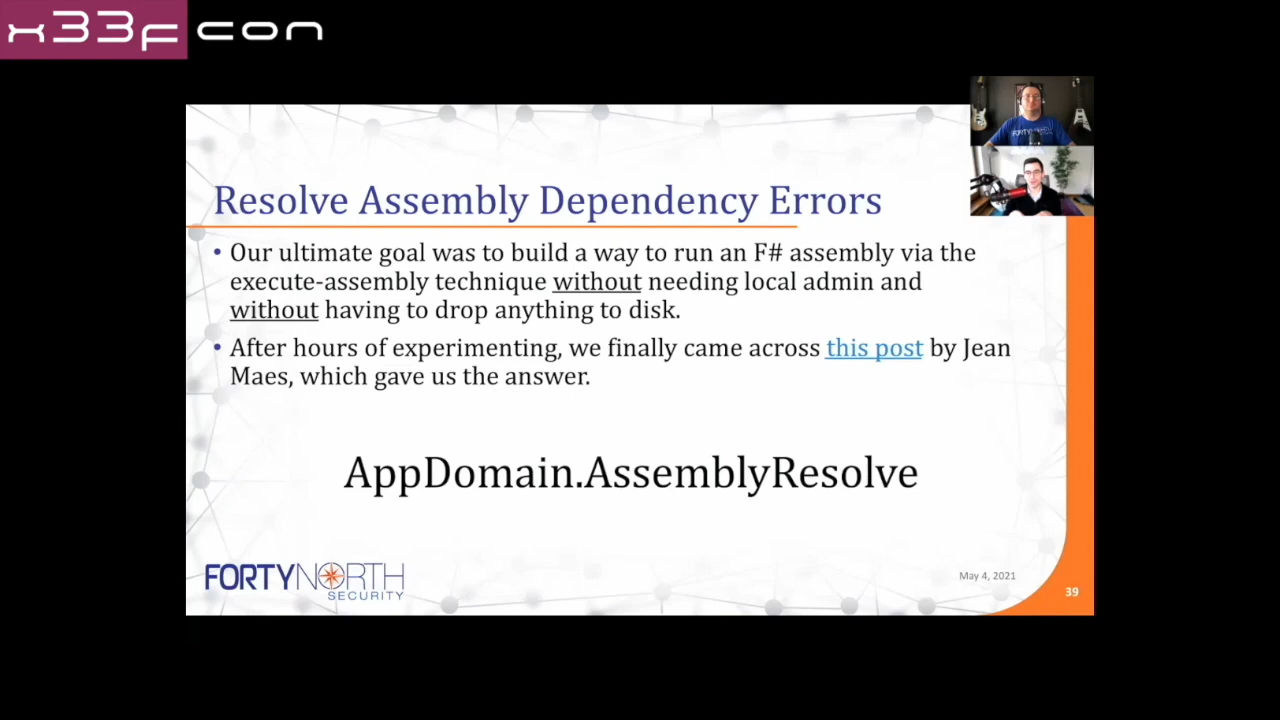 x33fcon
Resolve Assembly Dependency Errors
• Our ultimate goal was to build a way to run an F# assembly via the
execute-assembly technique without needing local admin and
without having to drop anything to disk.
• After hours of experimenting, we finally came across this post by Jean
Maes, which gave us the answer.
AppDomain.AssemblyResolve
FORTYNORTH
SECURITY
May 4, 2021
39